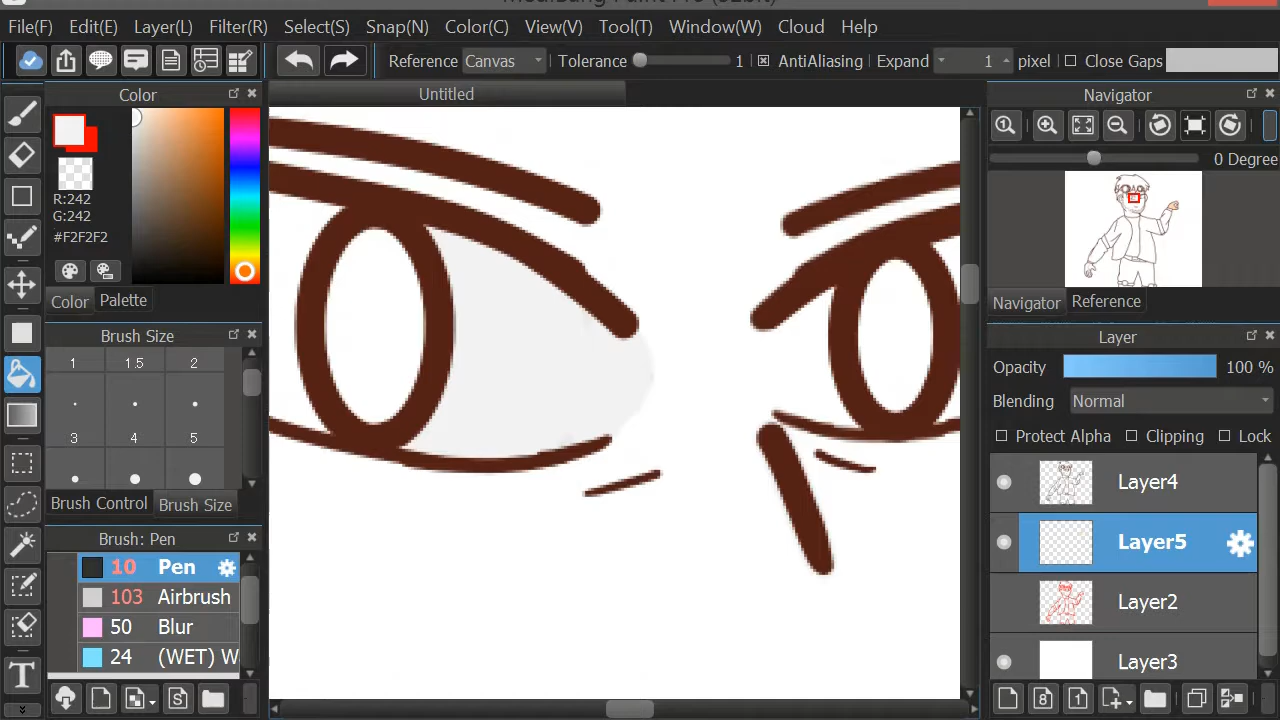 File(F) Edit(E) Layer(L) Filter(R) Select(S) Snap(N) Color(C) View(V) Tool(T) Window(W) Cloud Help
Reference Canvas Tolerance 1 AntiAliasing Expand 1 pixel Close Gaps
Color
Untitled
Navigator
R:242
G:242
#F2F2F2
0 Degree
Color Palette
Navigator Reference
Brush Size
1 1.5 2
3 4 5
Brush Control Brush Size
Brush: Pen
10 Pen
103 Airbrush
50 Blur
24 (WET) W
T
Layer
Opacity 100 %
Blending Normal
Protect Alpha Clipping Lock
Layer4
Layer5
Layer2
Layer3
S
8 1